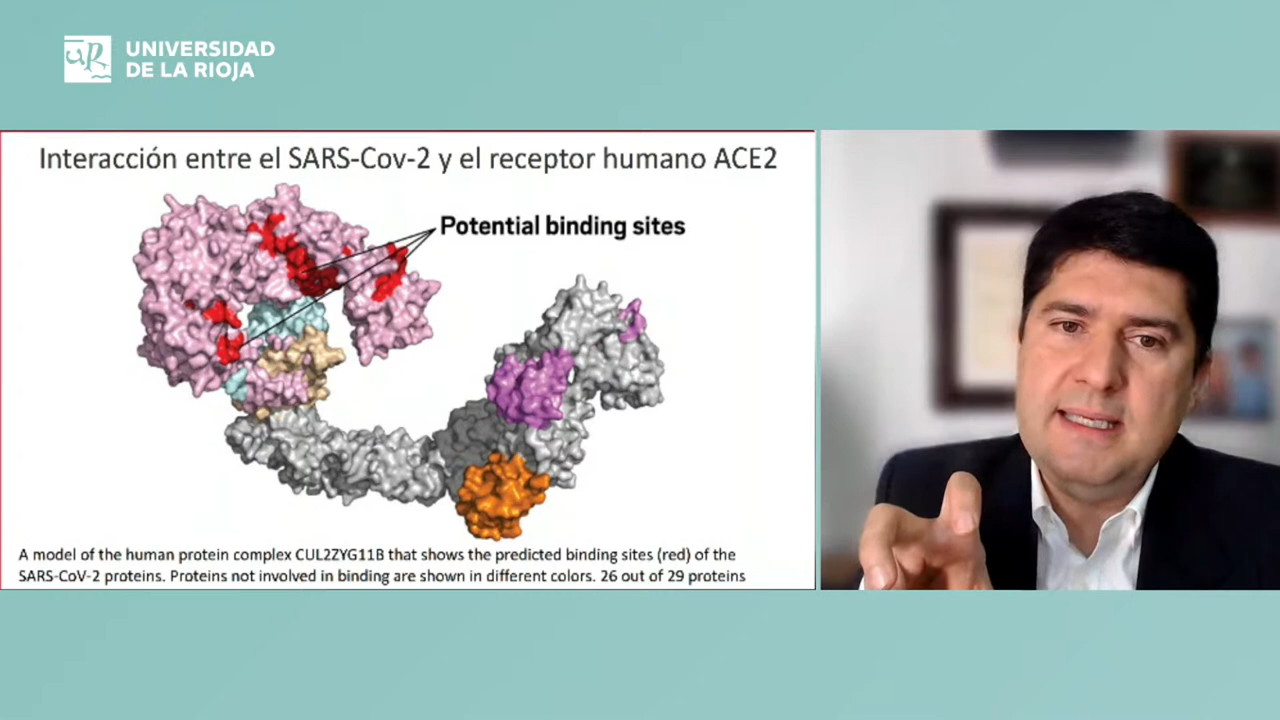 UNIVERSIDAD
DE LA RIOJA
Interacción entre el SARS-Cov-2 y el receptor humano ACE2
Potential binding sites
A model of the human protein complex CUL2ZYG11B that shows the predicted binding sites (red) of the
SARS-CoV-2 proteins. Proteins not involved in binding are shown in different colors. 26 out of 29 proteins